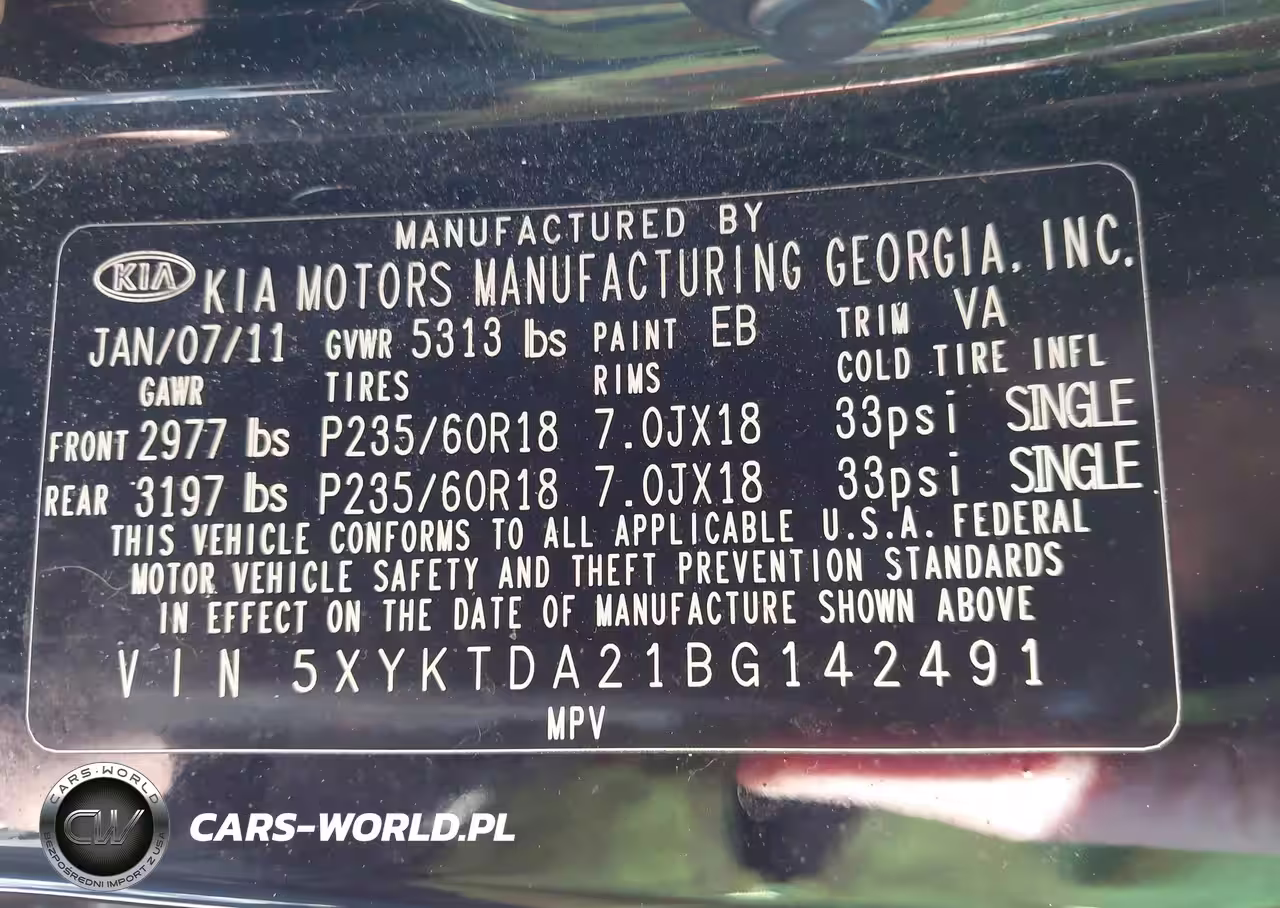 MANUFACTURED BY
KIA KIA MOTORS MANUFACTURING GEORGIA, INC.
JAN/07/11 GVWR 5313 lbs PAINT EB TRIM VA
GAWR TIRES RIMS COLD TIRE INFL
FRONT 2977 lbs P235/60R18 7.0JX18 33psi SINGLE
REAR 3197 lbs P235/60R18 7.0JX18 33psi SINGLE
THIS VEHICLE CONFORMS TO ALL APPLICABLE U.S.A. FEDERAL
MOTOR VEHICLE SAFETY AND THEFT PREVENTION STANDARDS
IN EFFECT ON THE DATE OF MANUFACTURE SHOWN ABOVE
VIN 5XYKTDA21BG142491
MPV
CARS-WORLD
CW
BEZPOŚREDNI IMPORT Z USA
CARS-WORLD.PL